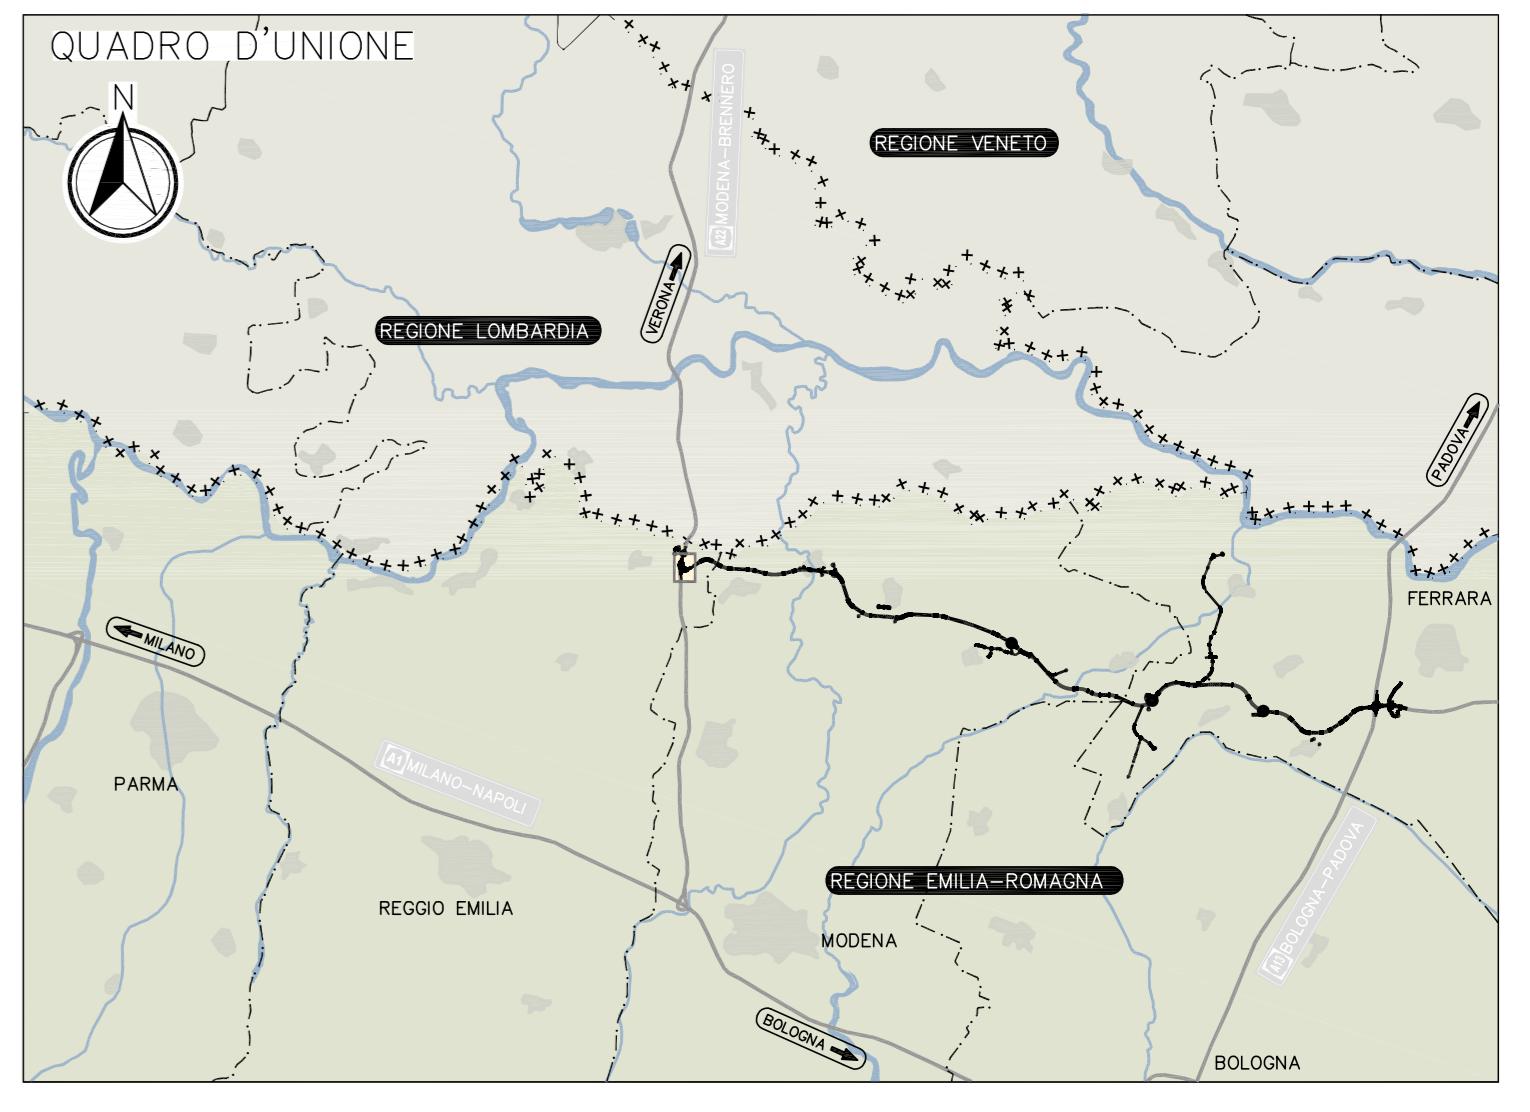 QUADRO D'UNIONE
N
A22 MODENA-BRENNERO
REGIONE VENETO
VERONA
REGIONE LOMBARDIA
PADOVA
FERRARA
MILANO
A1 MILANO-NAPOLI
PARMA
REGIONE EMILIA-ROMAGNA
A13 BOLOGNA-PADOVA
REGGIO EMILIA
MODENA
BOLOGNA
BOLOGNA